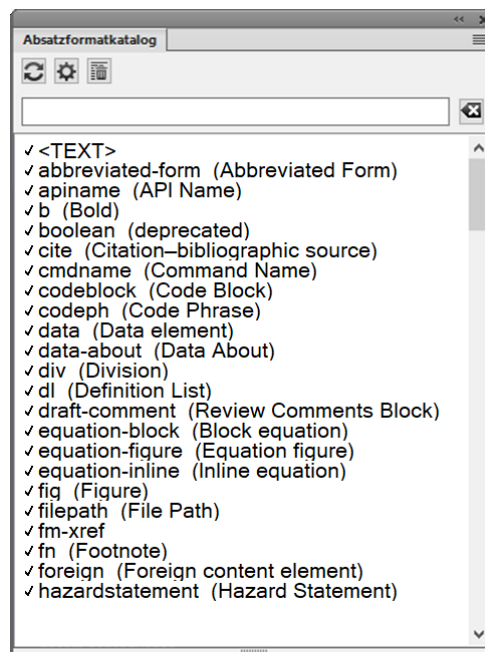 Absatzformatkatalog
<TEXT>
abbreviated-form (Abbreviated Form)
apiname (API Name)
b (Bold)
boolean (deprecated)
cite (Citation–bibliographic source)
cmdname (Command Name)
codeblock (Code Block)
codeph (Code Phrase)
data (Data element)
data-about (Data About)
div (Division)
dl (Definition List)
draft-comment (Review Comments Block)
equation-block (Block equation)
equation-figure (Equation figure)
equation-inline (Inline equation)
fig (Figure)
filepath (File Path)
fm-xref
fn (Footnote)
foreign (Foreign content element)
hazardstatement (Hazard Statement)